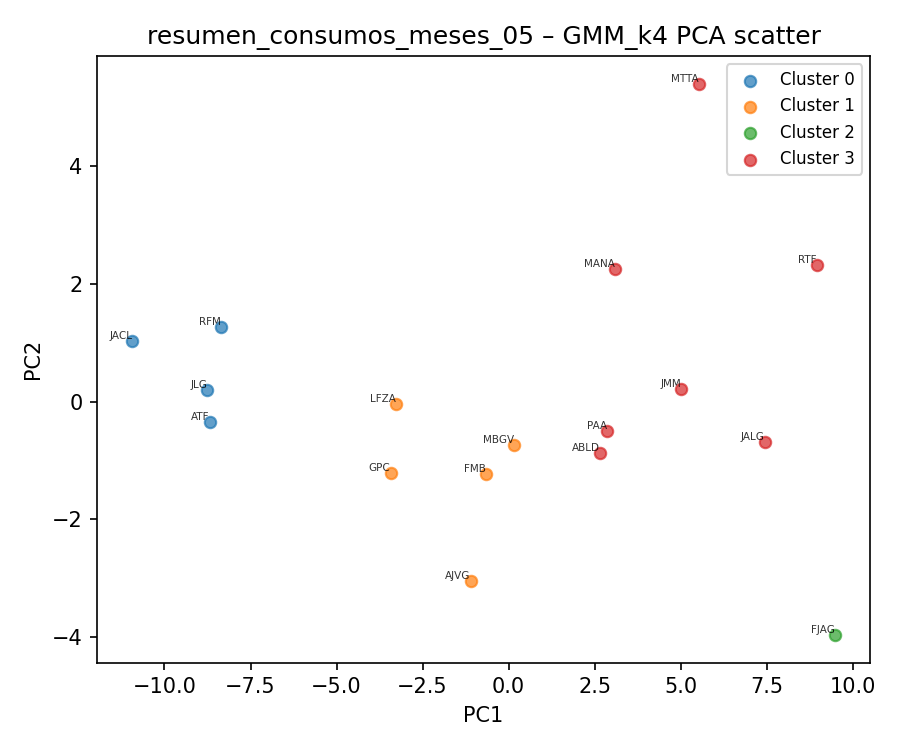 resumen_consumos_meses_05 – GMM_k4 PCA scatter
MTTA
Cluster 0
Cluster 1
Cluster 2
Cluster 3
4
MANA
RTF
2
RFM
JACL
PC2
JLG
JMM
0
LFZA
ATF
PAA
MBGV
JALG
ABLD
GPC
FMB
−2
AJVG
FJAG
−4
−10.0 −7.5 −5.0 −2.5 0.0 2.5 5.0 7.5 10.0
PC1